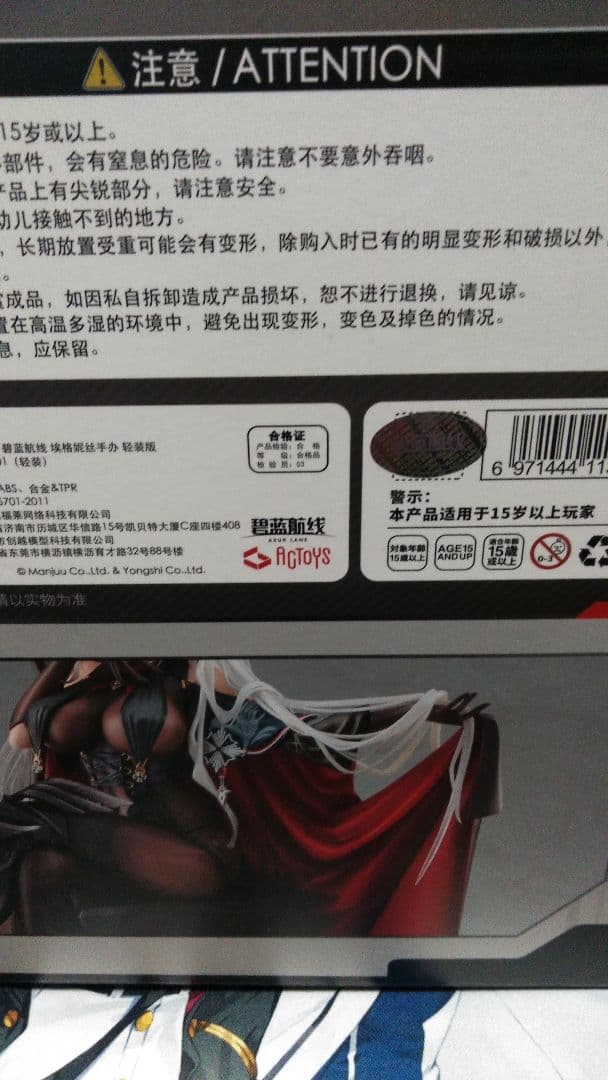 注意 / ATTENTION
15岁或以上。
部件，会有窒息的危险。请注意不要意外吞咽。
产品上有尖锐部分，请注意安全。
幼儿接触不到的地方。
，长期放置受重可能会有变形，除购入时已有的明显变形和破损以外，
。
成品，如因私自拆卸造成产品损坏，恕不进行退换，请见谅。
置在高温多湿的环境中，避免出现变形，变色及掉色的情况。
息，应保留。
碧蓝航线 埃格妮丝手办 轻装版
01（轻装）
ABS、合金&TPR
6701-2011
福莱网络科技有限公司
省济南市历城区华信路15号凯贝特大厦C座四楼408
市创越模型科技有限公司
省东莞市横沥镇横沥育才路32号88号楼
© Manjuu Co.,Ltd. & Yongshi Co.,Ltd.
请以实物为准
合格证
产品检验：合 格
等 级：合格品
检 验 员：03
碧蓝航线
AZUR LANE
ACTOYS
6 971444 11
警示：
本产品适用于15岁以上玩家
对象年齢
15歳以上
AGE15
ANDUP
适合年龄
15歳
或以上
0-3